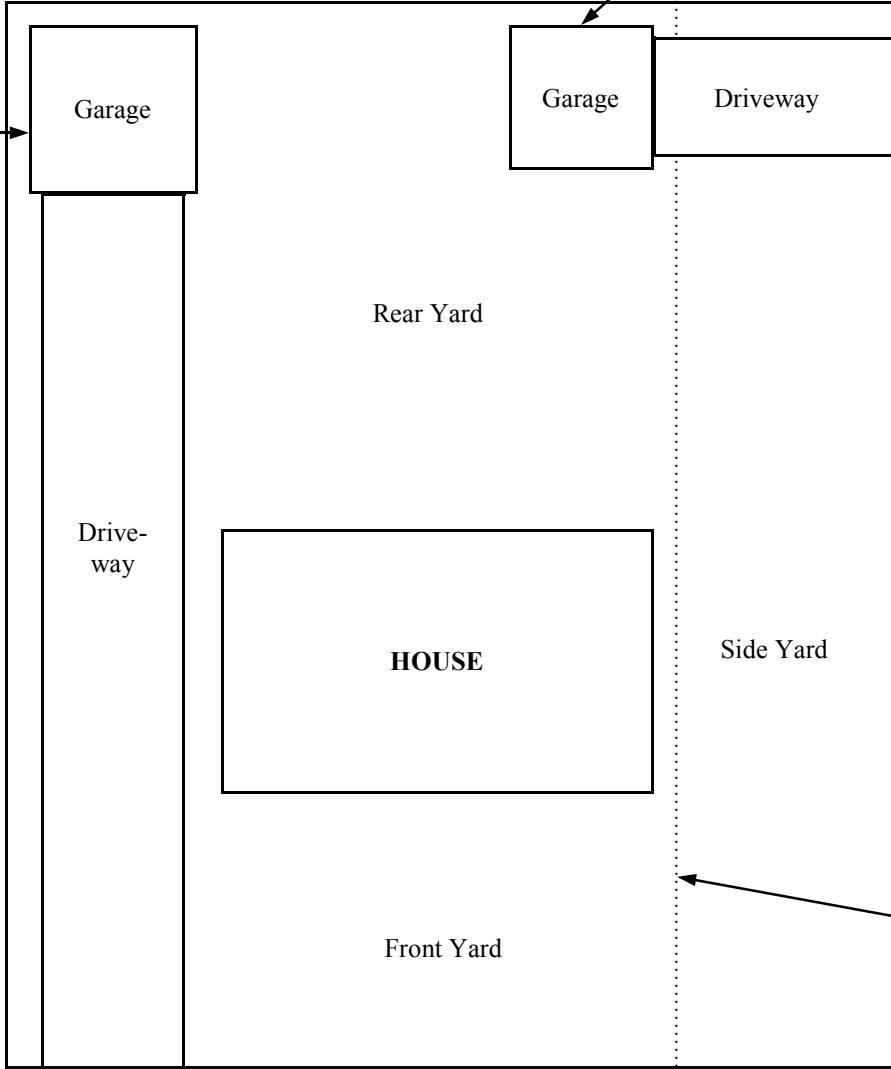 Garage
Garage
Driveway
Rear Yard
Drive-
way
HOUSE
Side Yard
Front Yard